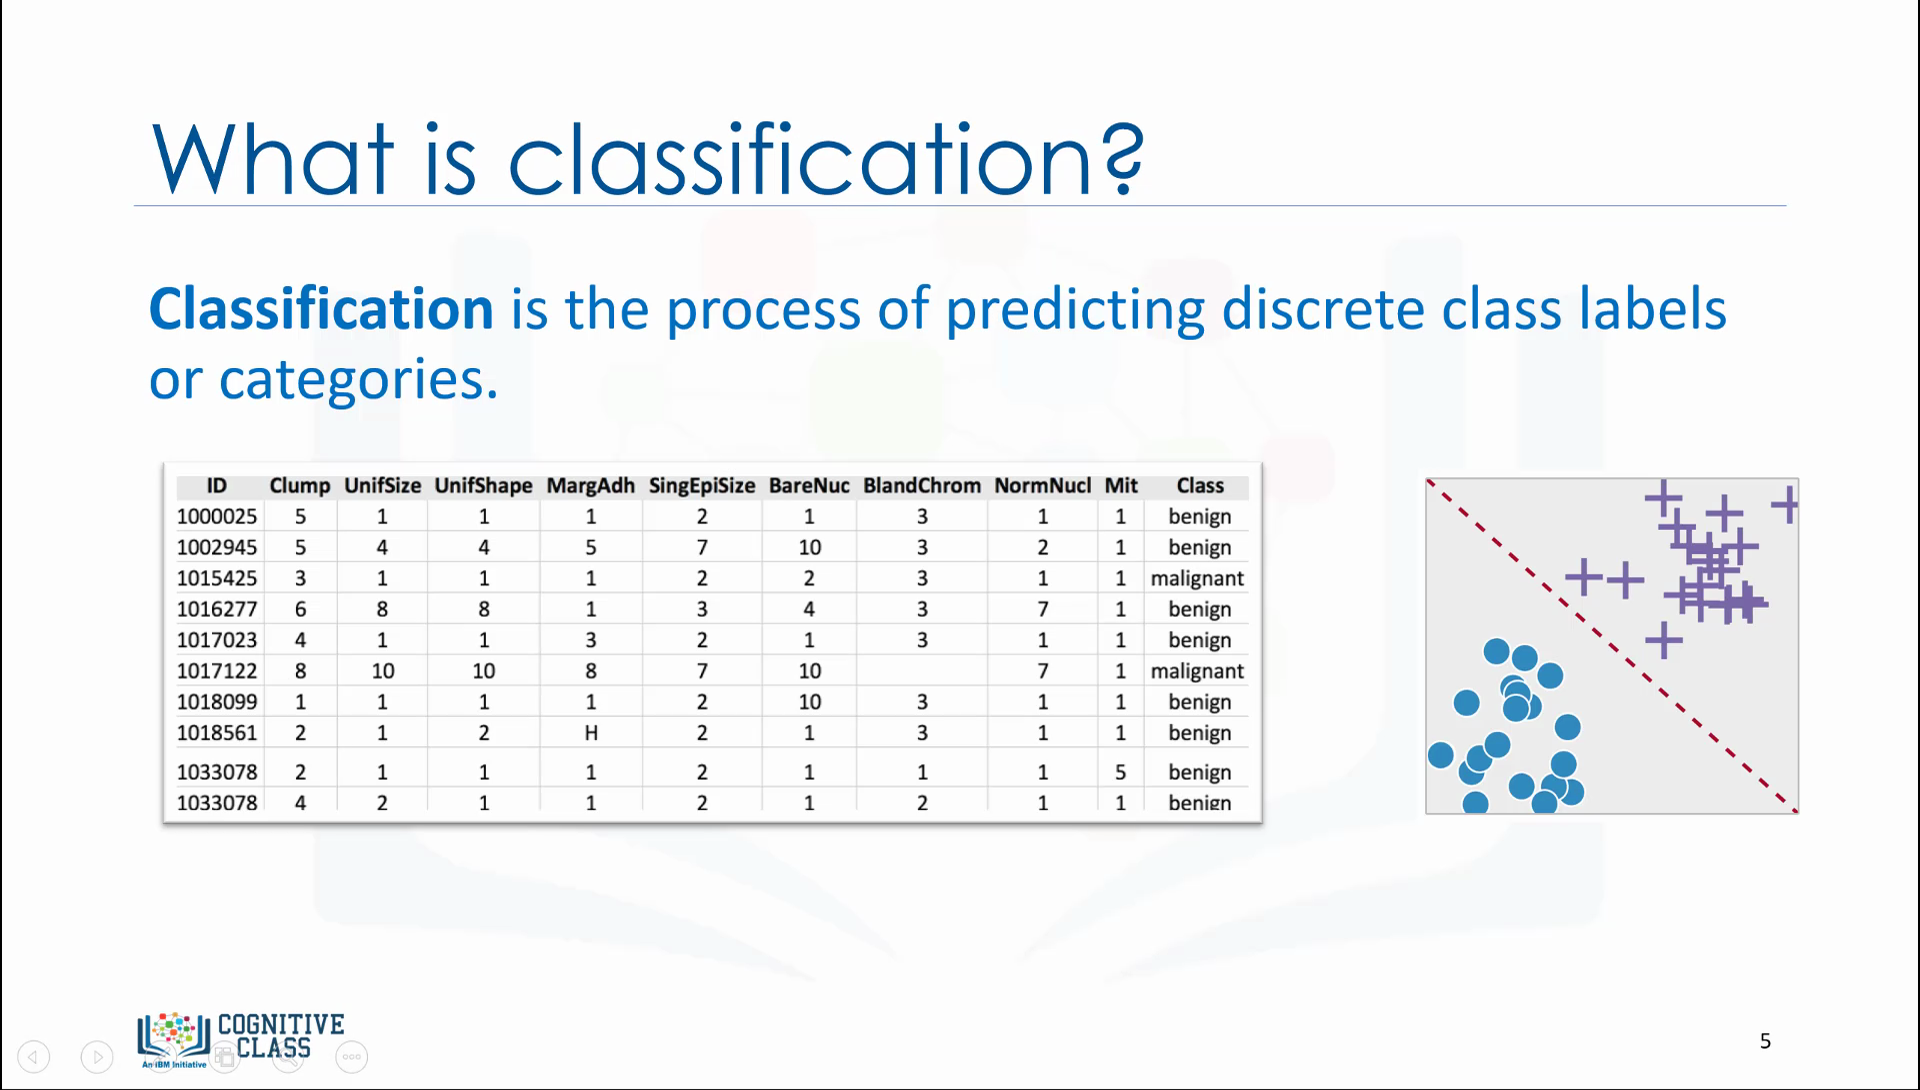 What is classification?
Classification is the process of predicting discrete class labels
or categories.
ID Clump UnifSize UnifShape MargAdh SingEpiSize BareNuc BlandChrom NormNucl Mit Class
1000025 5 1 1 1 2 1 3 1 1 benign
1002945 5 4 4 5 7 10 3 2 1 benign
1015425 3 1 1 1 2 2 3 1 1 malignant
1016277 6 8 8 1 3 4 3 7 1 benign
1017023 4 1 1 3 2 1 3 1 1 benign
1017122 8 10 10 8 7 10 7 1 malignant
1018099 1 1 1 1 2 10 3 1 1 benign
1018561 2 1 2 H 2 1 3 1 1 benign
1033078 2 1 1 1 2 1 1 1 5 benign
1033078 4 2 1 1 2 1 2 1 1 benign
COGNITIVE
CLASS
An IBM Initiative
5